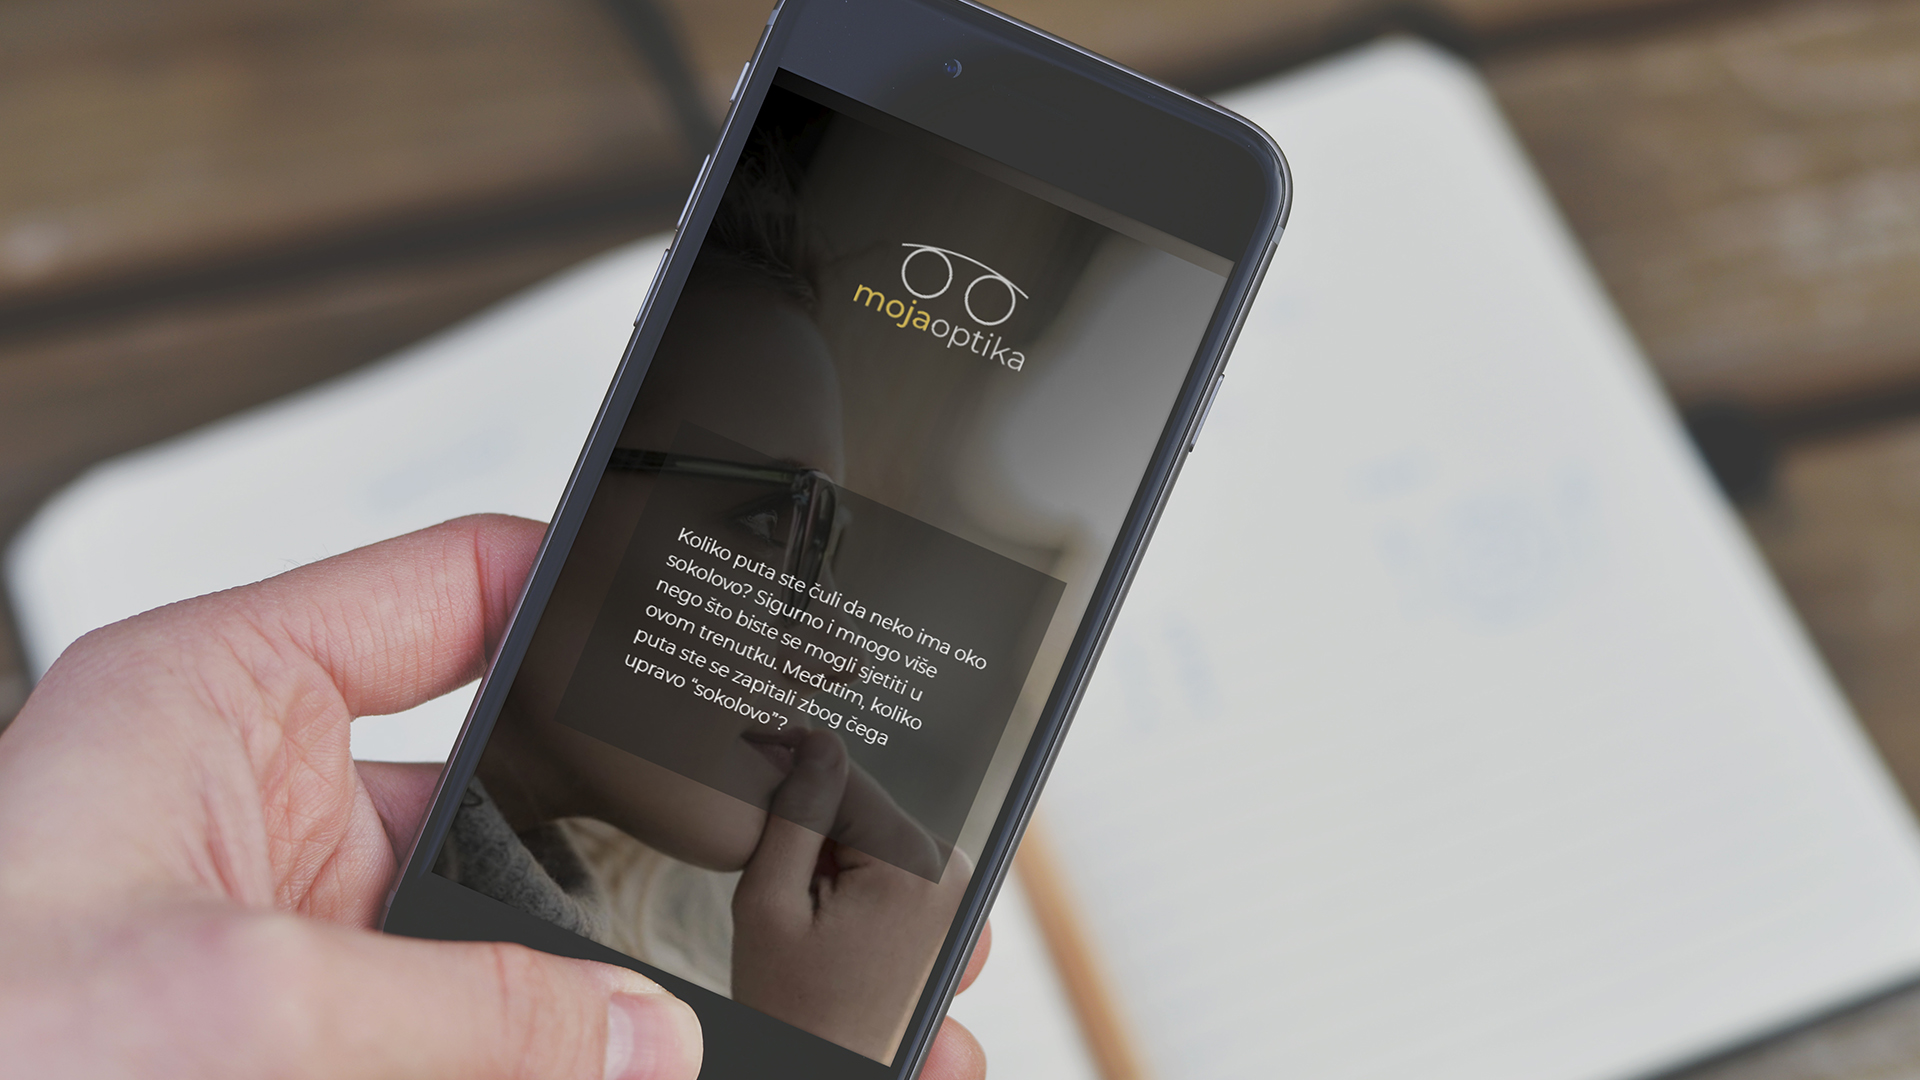 mojaoptika
Koliko puta ste čuli da neko ima oko
sokolovo? Sigurno i mnogo više
nego što biste se mogli sjetiti u
ovom trenutku. Međutim, koliko
puta ste se zapitali zbog čega
upravo “sokolovo”?